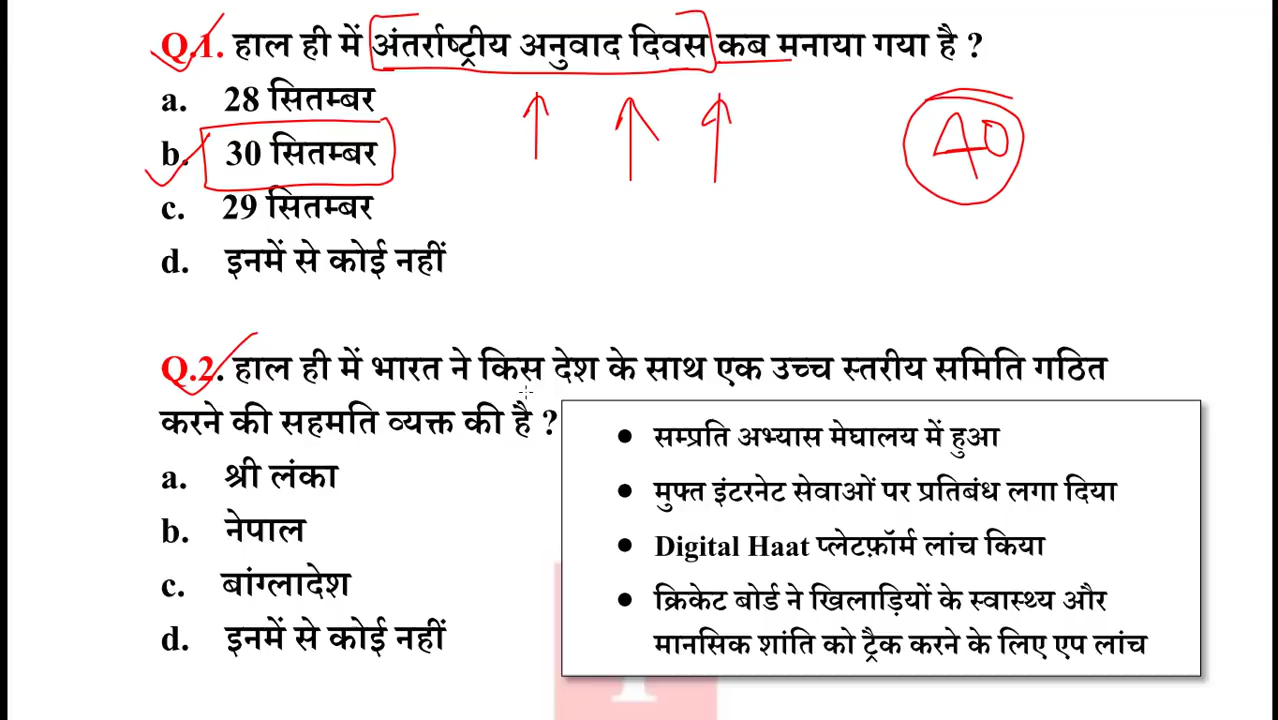 Q.1. हाल ही में अंतर्राष्ट्रीय अनुवाद दिवस कब मनाया गया है ?
a. 28 सितम्बर
b. 30 सितम्बर
c. 29 सितम्बर
d. इनमें से कोई नहीं
40
Q.2. हाल ही में भारत ने किस देश के साथ एक उच्च स्तरीय समिति गठित
करने की सहमति व्यक्त की है ?
a. श्री लंका
b. नेपाल
c. बांग्लादेश
d. इनमें से कोई नहीं
• सम्प्रति अभ्यास मेघालय में हुआ
• मुफ्त इंटरनेट सेवाओं पर प्रतिबंध लगा दिया
• Digital Haat प्लेटफ़ॉर्म लांच किया
• क्रिकेट बोर्ड ने खिलाड़ियों के स्वास्थ्य और
मानसिक शांति को ट्रैक करने के लिए एप लांच